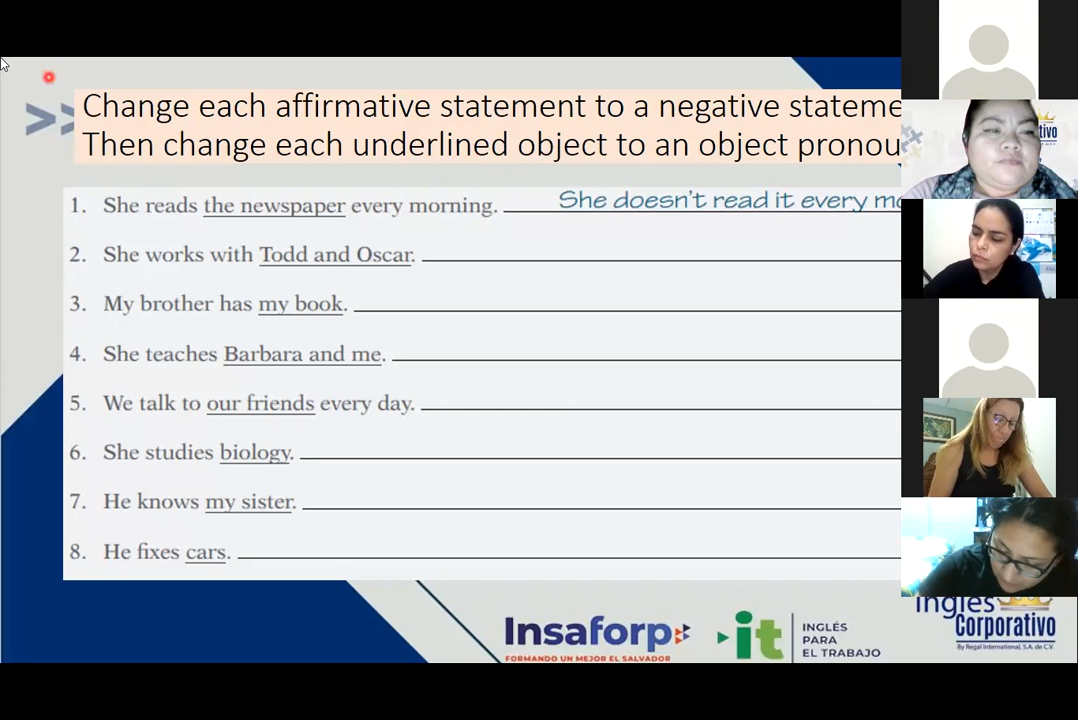 Change each affirmative statement to a negative
Then change each underlined object to an object
1. She reads the newspaper every morning. She doesn't read it every
2. She works with Todd and Oscar.
3. My brother has my book.
4. She teaches Barbara and me.
5. We talk to our friends every day.
6. She studies biology.
7. He knows my sister.
8. He fixes cars.
Insaforp
FORMANDO UN MEJOR EL SALVADOR
it
INGLÉS
PARA
EL TRABAJO
Inglés
Corporativo
By Regal International, S.A. de C.V.